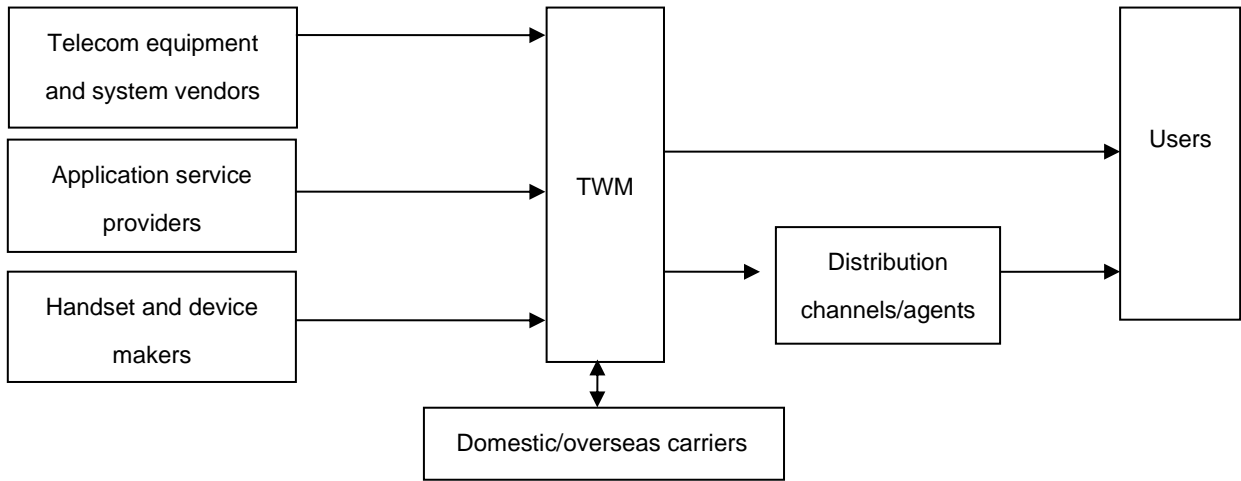 Telecom equipment
and system vendors
Application service
providers
Handset and device
makers
TWM
Distribution
channels/agents
Users
Domestic/overseas carriers